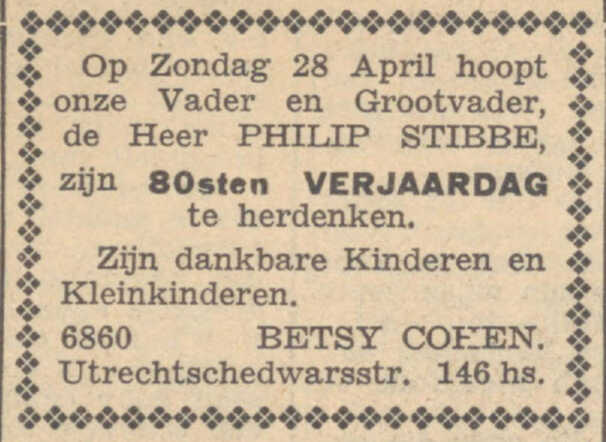 Op Zondag 28 April hoopt
onze Vader en Grootvader,
de Heer PHILIP STIBBE,
zijn 80sten VERJAARDAG
te herdenken.
Zijn dankbare Kinderen en
Kleinkinderen.
6860 BETSY COHEN.
Utrechtschedwarsstr. 146 hs.